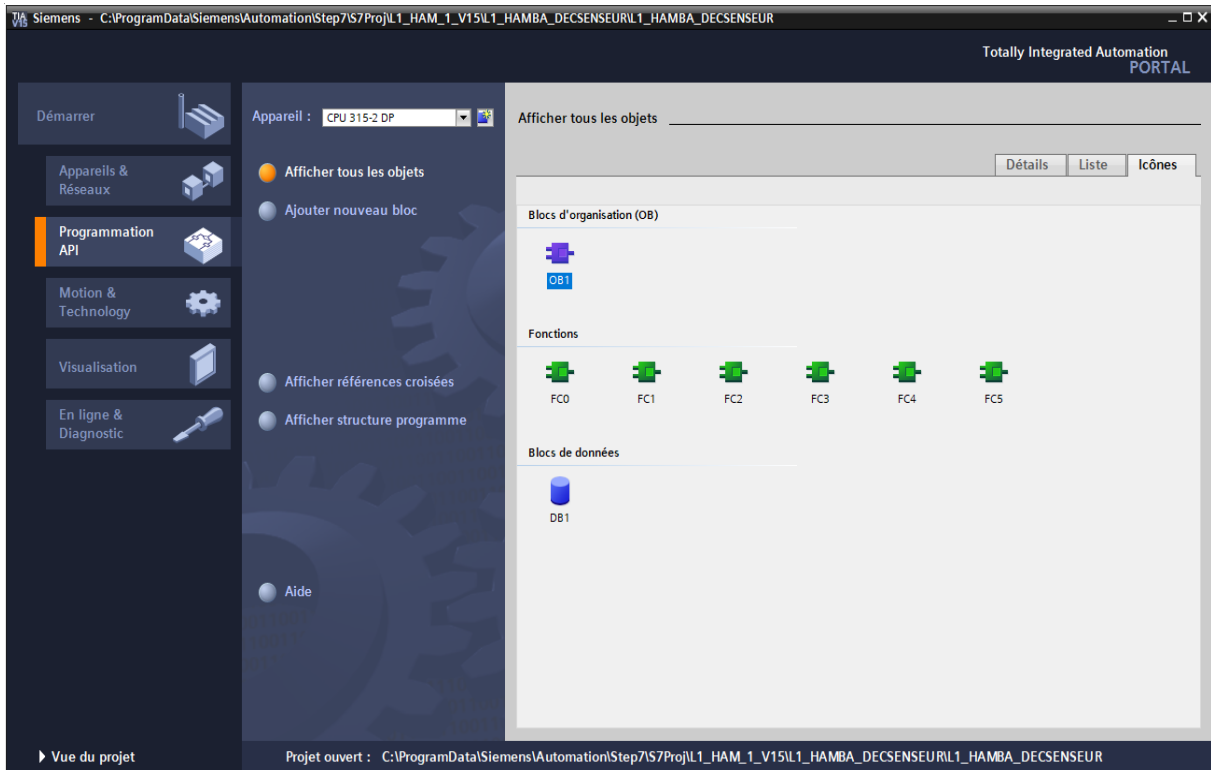 Siemens - C:\ProgramData\Siemens\Automation\Step7\S7Proj\L1_HAM_1_V15\L1_HAMBA_DECSENSEUR\L1_HAMBA_DECSENSEUR
Totally Integrated Automation
PORTAL
Démarrer
Appareils &
Réseaux
Programmation
API
Motion &
Technology
Visualisation
En ligne &
Diagnostic
Appareil : CPU 315-2 DP
Afficher tous les objets
Ajouter nouveau bloc
Afficher références croisées
Afficher structure programme
Aide
Afficher tous les objets
Détails Liste Icônes
Blocs d'organisation (OB)
OB1
Fonctions
FC0 FC1 FC2 FC3 FC4 FC5
Blocs de données
DB1
Vue du projet
Projet ouvert : C:\ProgramData\Siemens\Automation\Step7\S7Proj\L1_HAM_1_V15\L1_HAMBA_DECSENSEUR\L1_HAMBA_DECSENSEUR